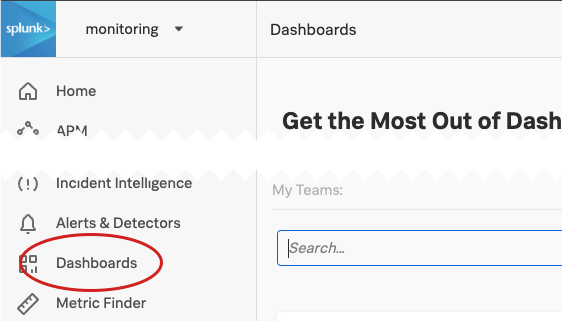 splunk>
monitoring
Dashboards
Home
APM
Get the Most Out of Dash
Incident Intelligence
My Teams:
Alerts & Detectors
Search...
Dashboards
Metric Finder